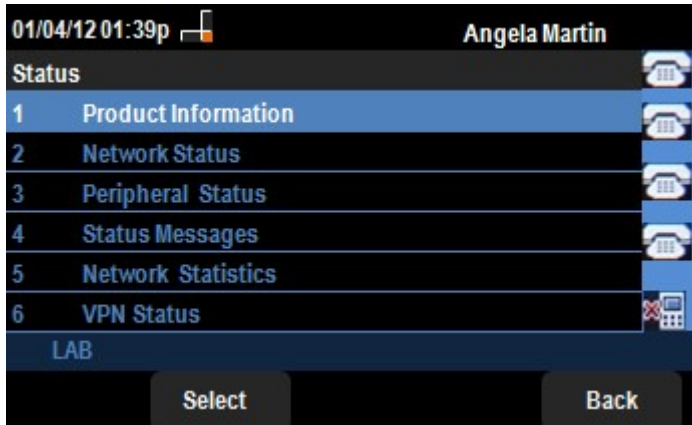 01/04/12 01:39p Angela Martin
Status
1 Product Information
2 Network Status
3 Peripheral Status
4 Status Messages
5 Network Statistics
6 VPN Status
LAB
Select Back